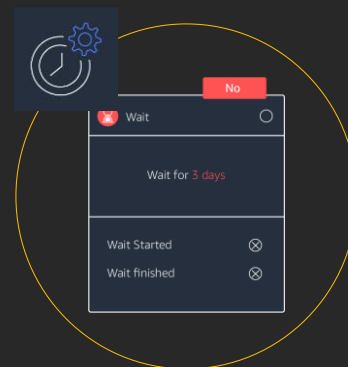 No
Wait
Wait for 3 days
Wait Started
Wait finished